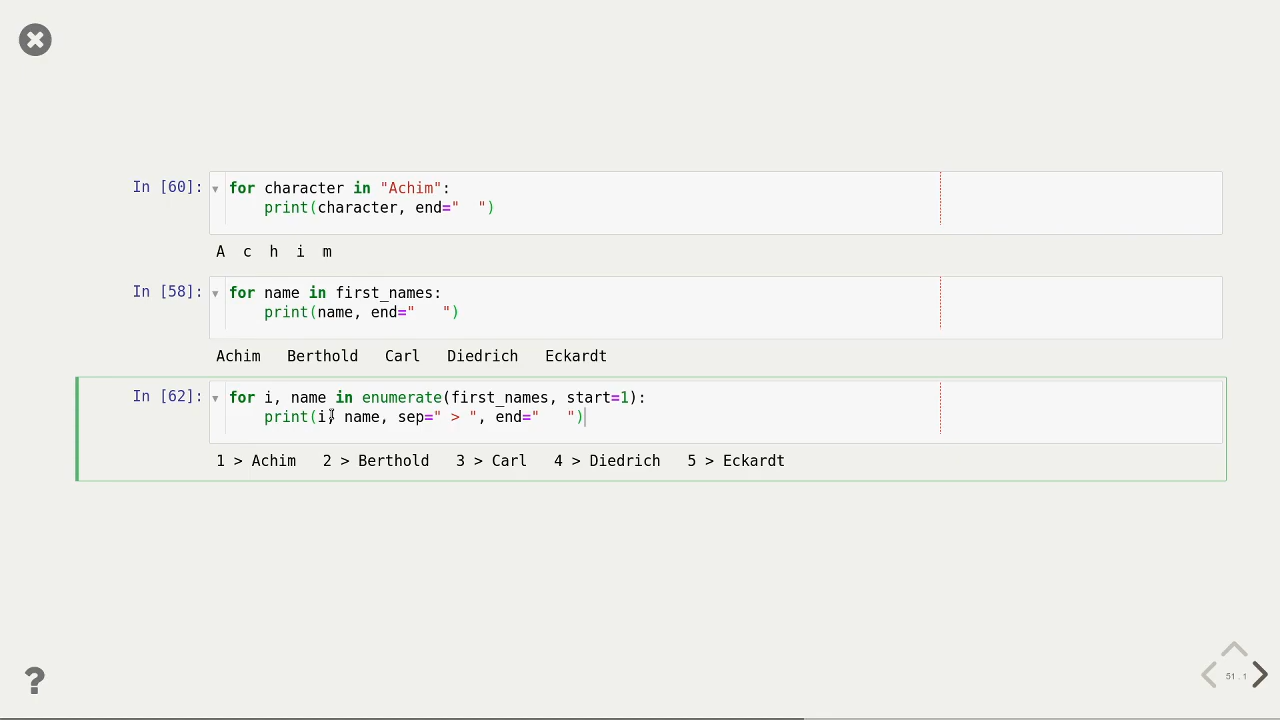 In [60]:
for character in "Achim":
    print(character, end="  ")
A  c  h  i  m
In [58]:
for name in first_names:
    print(name, end="   ")
Achim   Berthold   Carl   Diedrich   Eckardt
In [62]:
for i, name in enumerate(first_names, start=1):
    print(i, name, sep=" > ", end="   ")
1 > Achim   2 > Berthold   3 > Carl   4 > Diedrich   5 > Eckardt
?
51.1